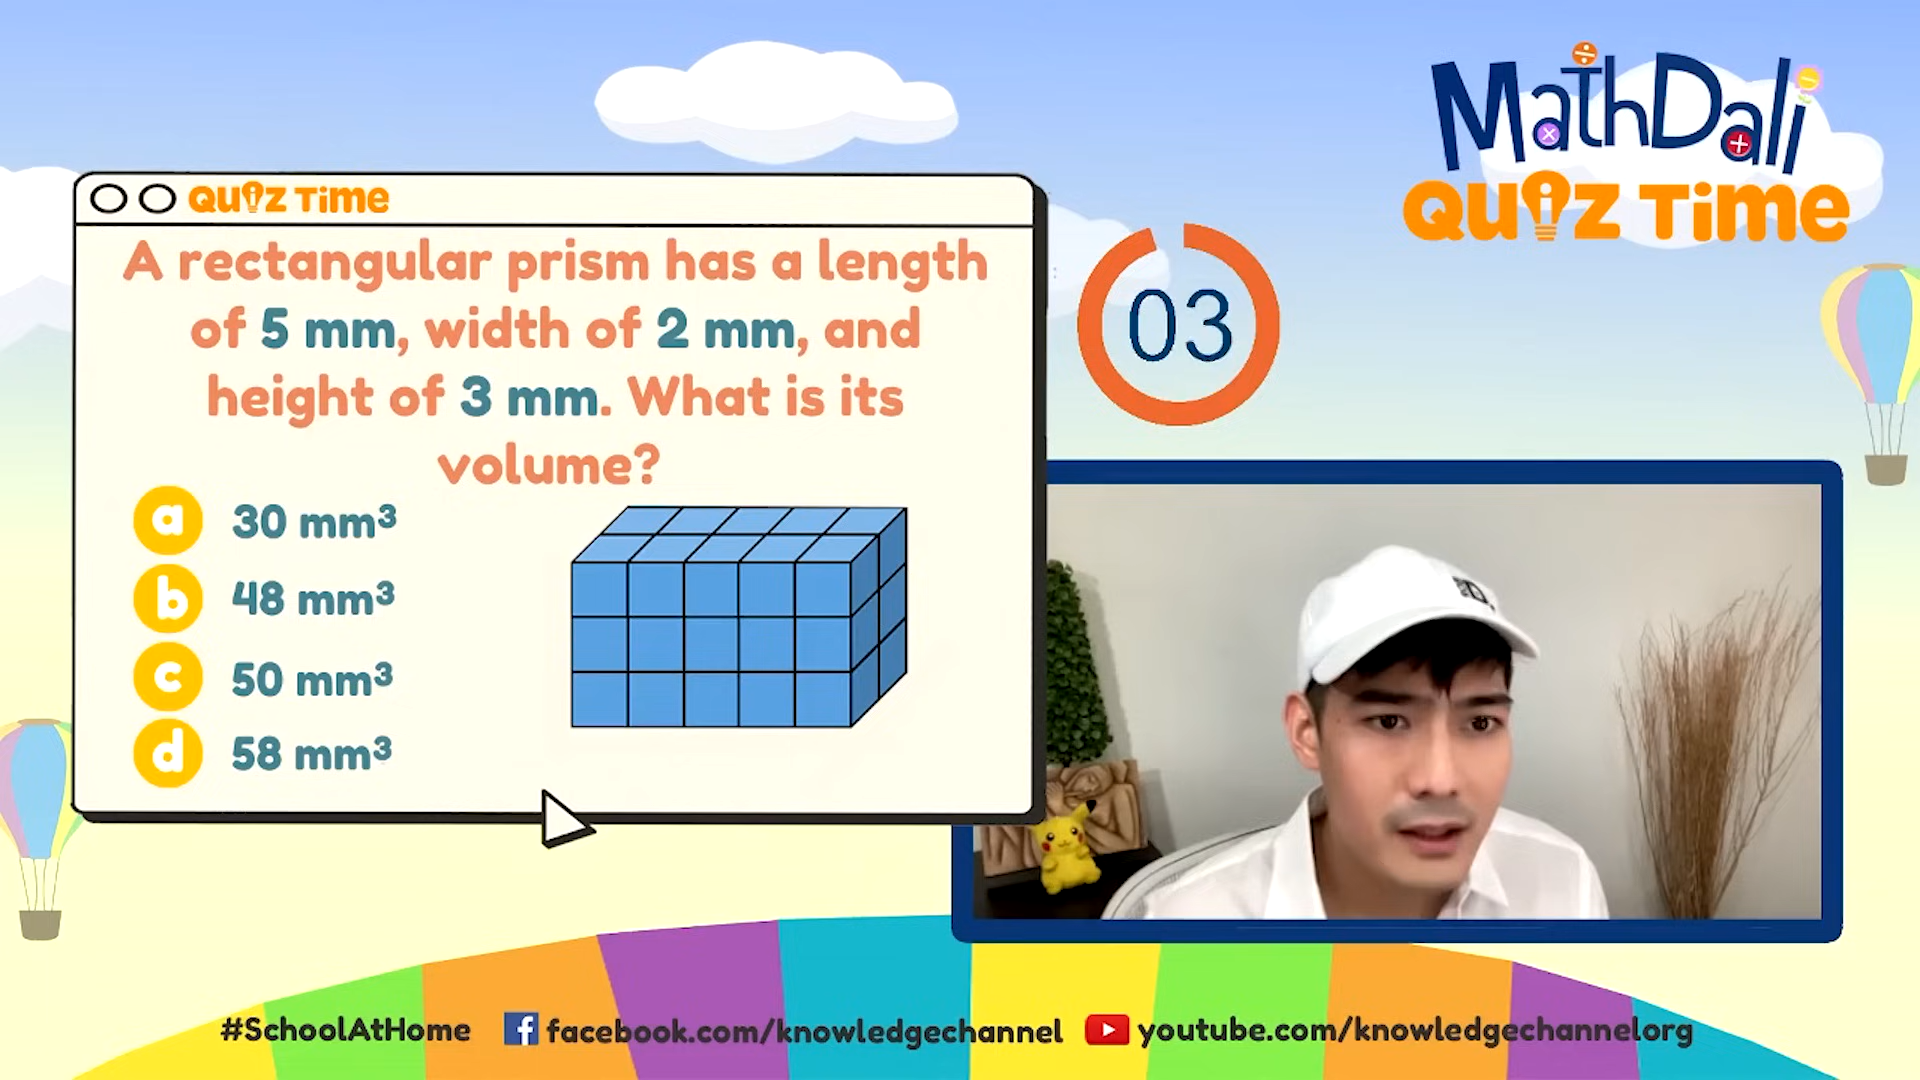 MathDali
QUIZ TIME
QUIZ TIME
A rectangular prism has a length
of 5 mm, width of 2 mm, and
height of 3 mm. What is its
volume?
a 30 mm³
b 48 mm³
c 50 mm³
d 58 mm³
03
#SchoolAtHome facebook.com/knowledgechannel youtube.com/knowledgechannelorg